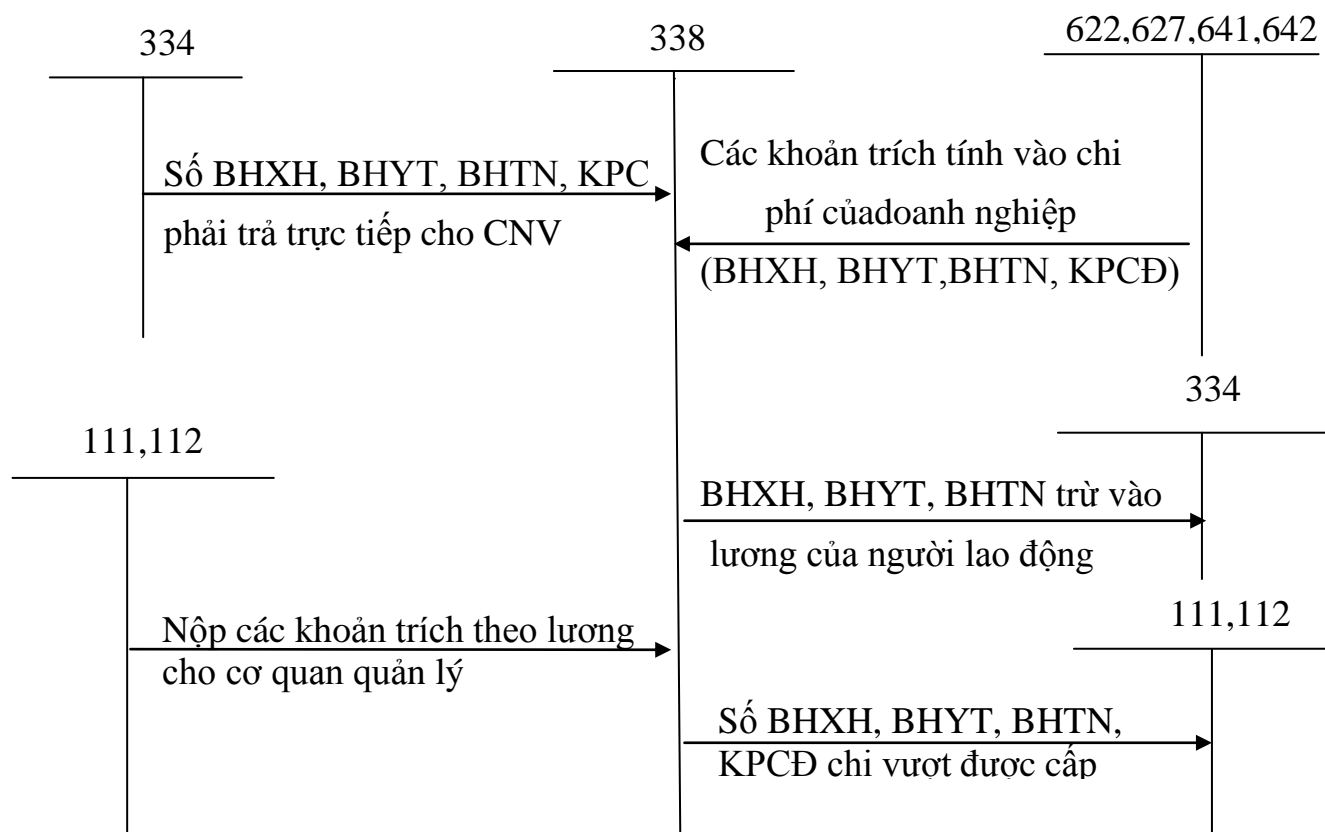 334
338
622,627,641,642
Số BHXH, BHYT, BHTN, KPC
phải trả trực tiếp cho CNV
Các khoản trích tính vào chi
phí củadoanh nghiệp
(BHXH, BHYT,BHTN, KPCĐ)
334
111,112
BHXH, BHYT, BHTN trừ vào
lương của người lao động
Nộp các khoản trích theo lương
cho cơ quan quản lý
111,112
Số BHXH, BHYT, BHTN,
KPCĐ chi vượt được cấp